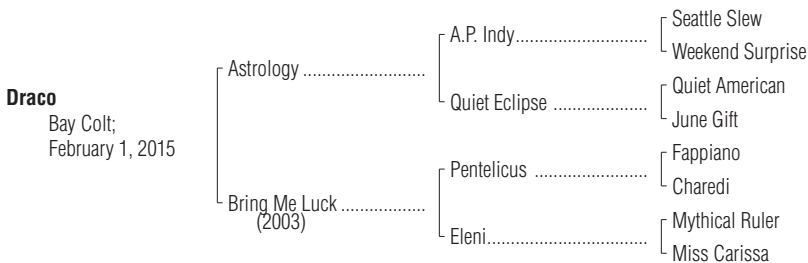 Seattle Slew
A.P. Indy..................................
Weekend Surprise
Astrology ...........................
Quiet American
Quiet Eclipse ........................
June Gift
Draco
Bay Colt;
February 1, 2015
Fappiano
Pentelicus .............................
Charedi
Bring Me Luck ...................
(2003)
Mythical Ruler
Eleni.........................................
Miss Carissa